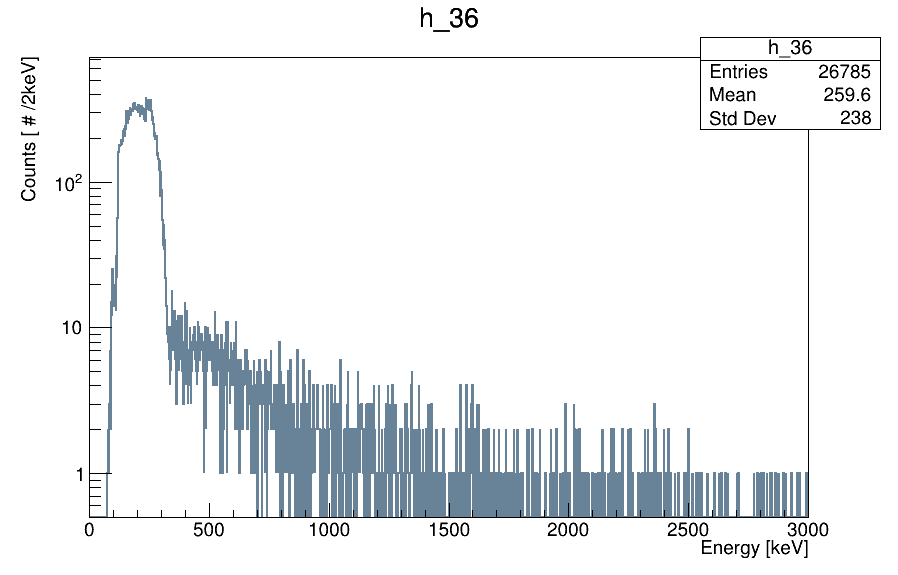 h_36
h_36
Entries 26785
Mean 259.6
Std Dev 238
Counts [ # /2keV]
10²
10
1
0 500 1000 1500 2000 2500 3000
Energy [keV]